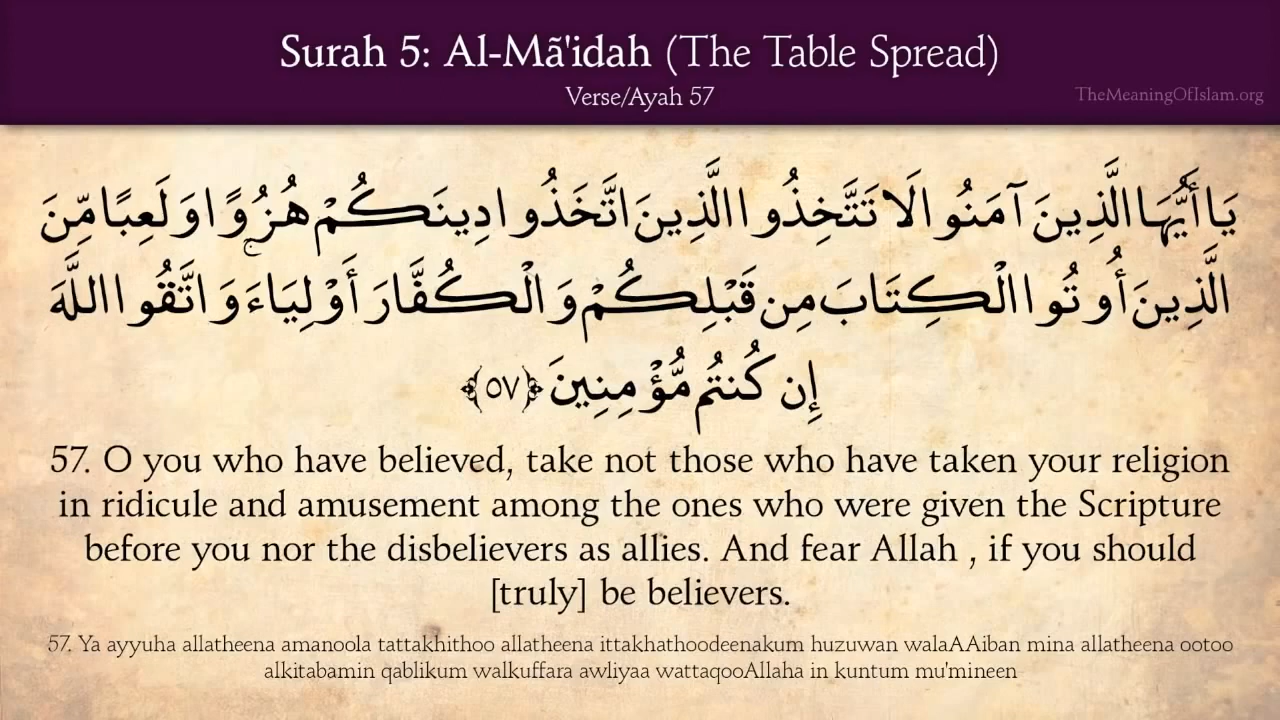 Surah 5: Al-Mã'idah (The Table Spread)
Verse/Ayah 57
TheMeaningOfIslam.org
يَا أَيُّهَا الَّذِينَ آمَنُوا لَا تَتَّخِذُوا الَّذِينَ اتَّخَذُوا دِينَكُمْ هُزُوًا وَلَعِبًا مِّنَ
الَّذِينَ أُوتُوا الْكِتَابَ مِن قَبْلِكُمْ وَالْكُفَّارَ أَوْلِيَاءَ ۚ وَاتَّقُوا اللَّهَ
إِن كُنتُم مُّؤْمِنِينَ ﴿٥٧﴾
57. O you who have believed, take not those who have taken your religion
in ridicule and amusement among the ones who were given the Scripture
before you nor the disbelievers as allies. And fear Allah , if you should
[truly] be believers.
57. Ya ayyuha allatheena amanoola tattakhithoo allatheena ittakhathoodeenakum huzuwan walaAAiban mina allatheena ootoo
alkitabamin qablikum walkuffara awliyaa wattaqooAllaha in kuntum mu'mineen